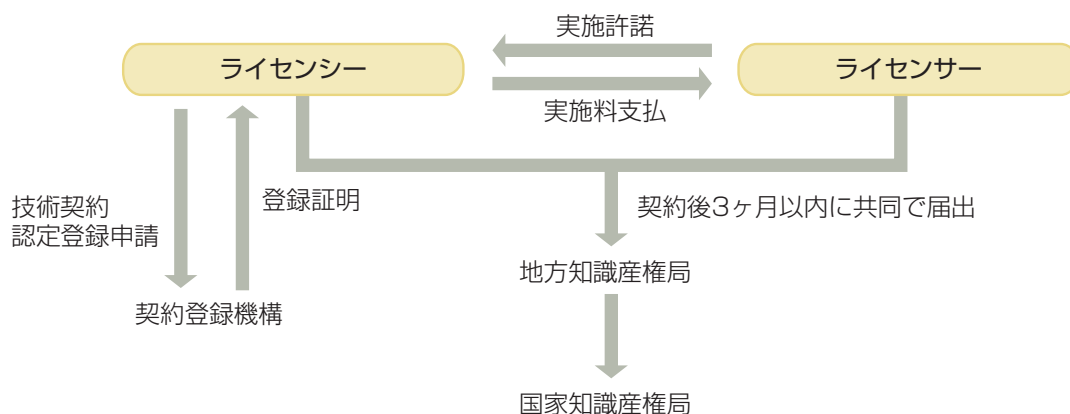 実施許諾
ライセンシー
ライセンサー
実施料支払
技術契約
認定登録申請
登録証明
契約後3ヶ月以内に共同で届出
地方知識産権局
契約登録機構
国家知識産権局